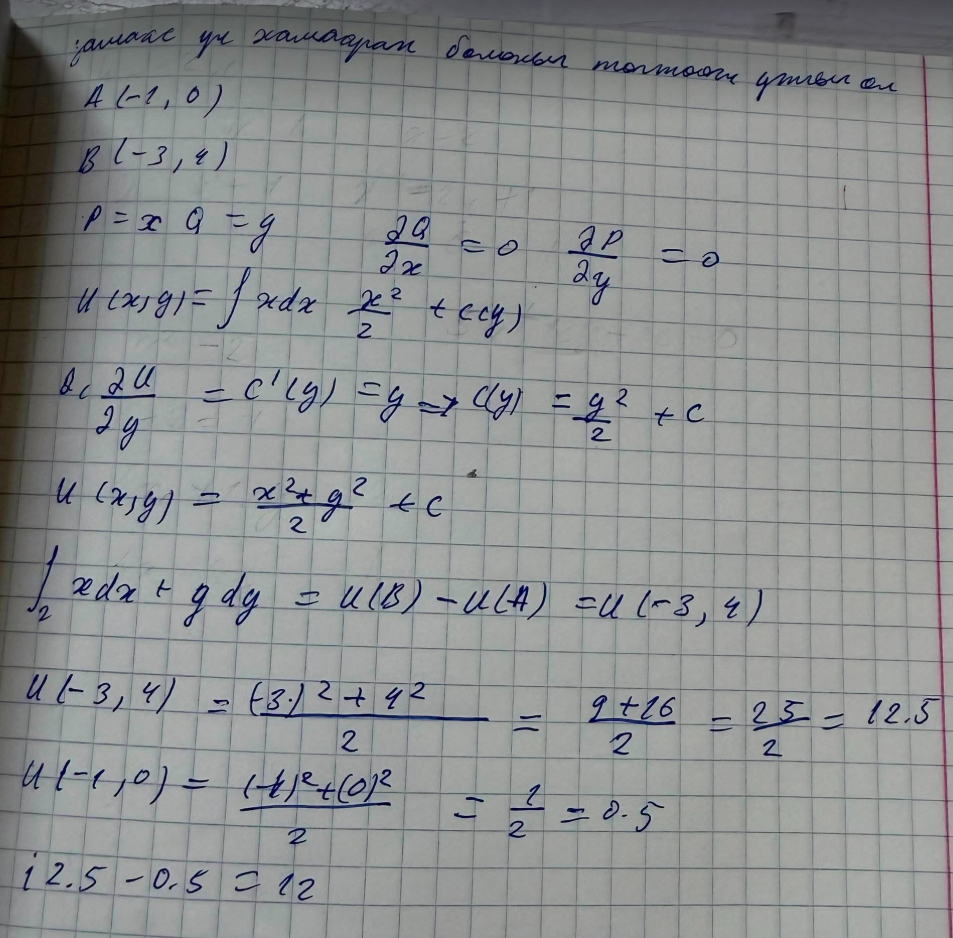 замаас үл хамаарах болохыг тогтоож утгыг ол
A(-1, 0)
B(-3, 4)
P = x Q = y ∂Q/∂x = 0 ∂P/∂y = 0
U(x,y) = ∫ xdx x²/2 + C(y)
∂U/∂y = C'(y) = y → C(y) = y²/2 + C
U(x,y) = (x² + y²)/2 + C
∫₂ xdx + ydy = U(B) - U(A) = U(-3, 4)
U(-3, 4) = ((-3)² + 4²)/2 = (9+16)/2 = 25/2 = 12.5
U(-1, 0) = ((-1)² + (0)²)/2 = 1/2 = 0.5
12.5 - 0.5 = 12